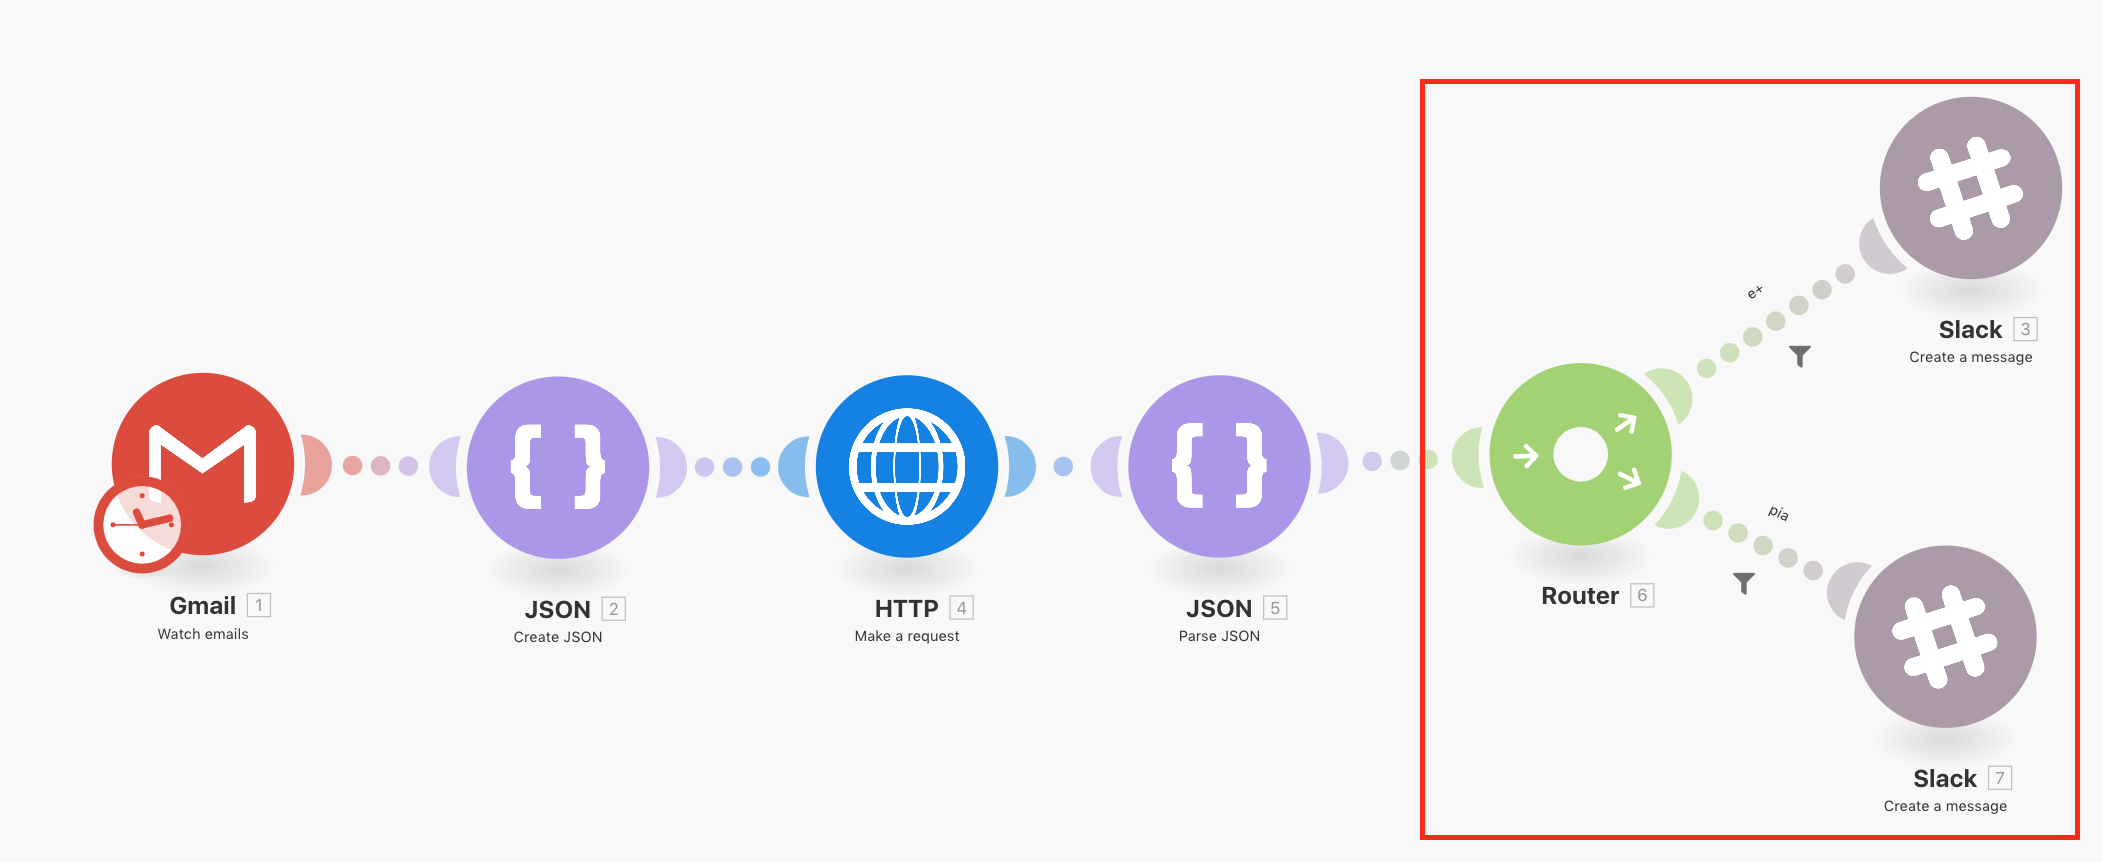 Gmail 1
Watch emails
JSON 2
Create JSON
HTTP 4
Make a request
JSON 5
Parse JSON
Router 6
e+
Slack 3
Create a message
pia
Slack 7
Create a message